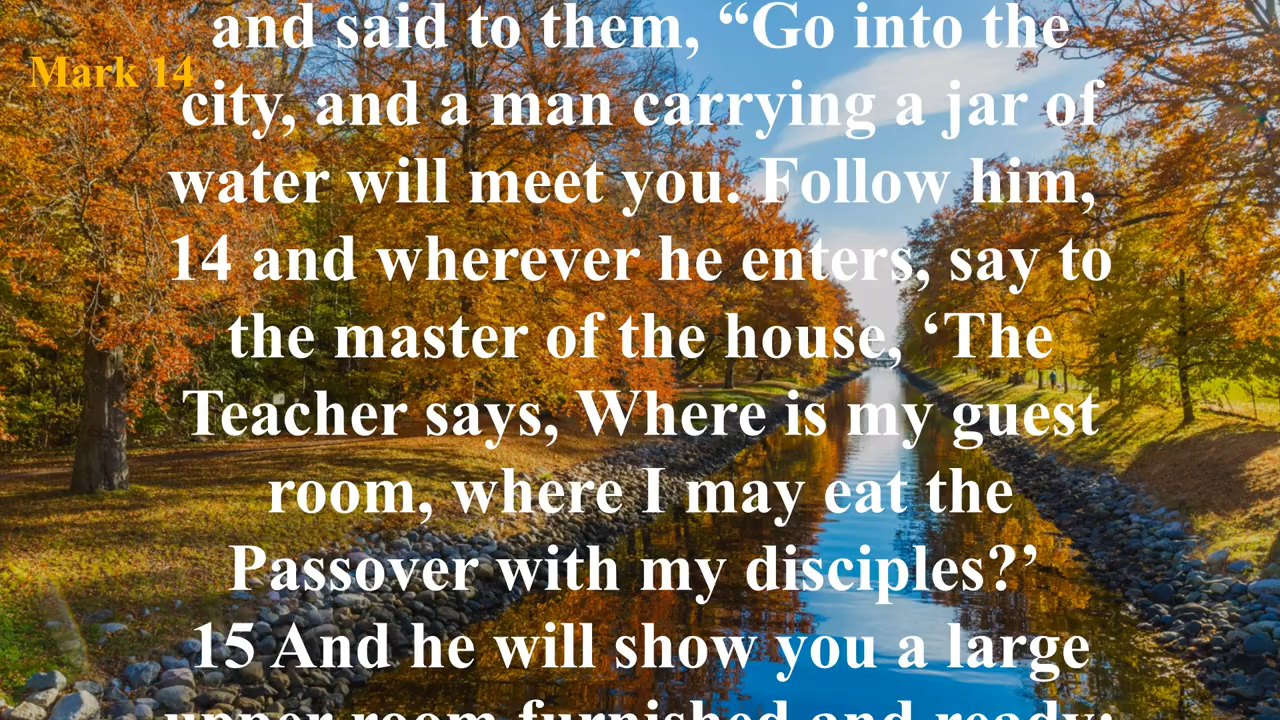 and said to them, “Go into the
Mark 14
city, and a man carrying a jar of
water will meet you. Follow him,
14 and wherever he enters, say to
the master of the house, ‘The
Teacher says, Where is my guest
room, where I may eat the
Passover with my disciples?’
15 And he will show you a large
upper room furnished and ready;